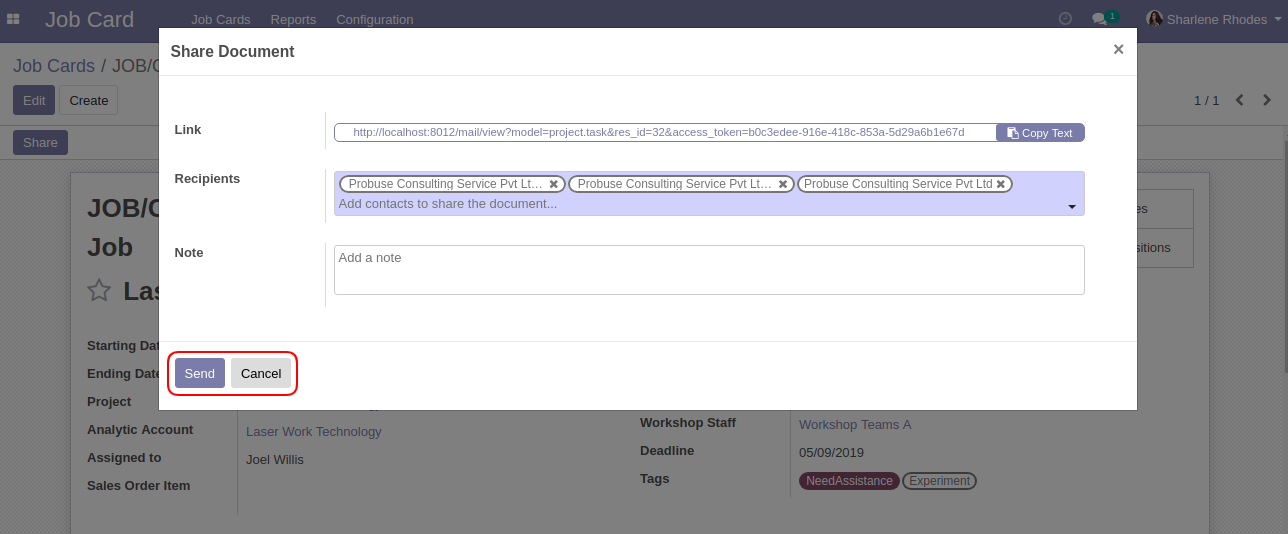 Job Card Job Cards Reports Configuration 1 Sharlene Rhodes
Share Document ×
Job Cards / JOB/C
Edit Create 1 / 1
Share
Link http://localhost:8012/mail/view?model=project.task&res_id=32&access_token=b0c3edee-916e-418c-853a-5d29a6b1e67d Copy Text
Recipients Probuse Consulting Service Pvt Lt… Probuse Consulting Service Pvt Lt… Probuse Consulting Service Pvt Ltd
Add contacts to share the document...
JOB/C
Job
Note Add a note
Las
Starting Dat
Ending Date
Send Cancel
Project
Analytic Account Laser Work Technology
Assigned to Joel Willis
Sales Order Item
Workshop Staff Workshop Teams A
Deadline 05/09/2019
Tags NeedAssistance Experiment